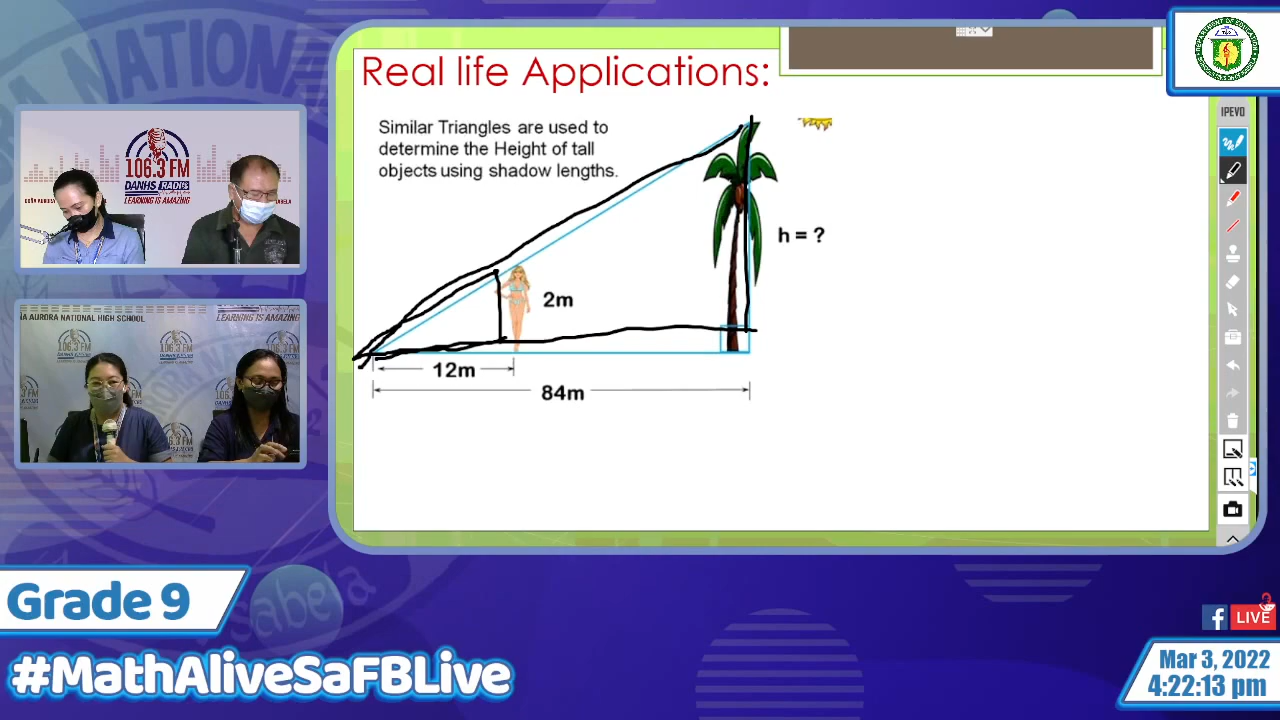 Real life Applications:
Similar Triangles are used to
determine the Height of tall
objects using shadow lengths.
h = ?
2m
12m
84m
IPEVO
106.3 FM
DANHS RADIO
LEARNING IS AMAZING
AURORA NATIONAL HIGH SCHOOL
LEARNING IS AMAZING
Grade 9
#MathAliveSaFBLive
f LIVE
Mar 3, 2022
4:22:13 pm